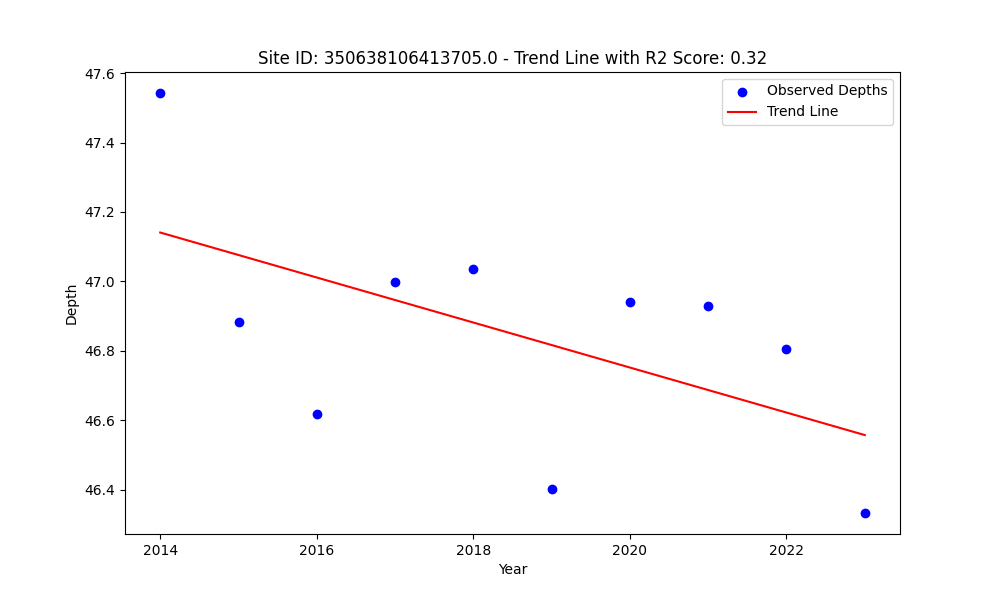 Site ID: 350638106413705.0 - Trend Line with R2 Score: 0.32
Observed Depths
Trend Line
47.6
47.4
47.2
47.0
46.8
46.6
46.4
Depth
2014
2016
2018
2020
2022
Year